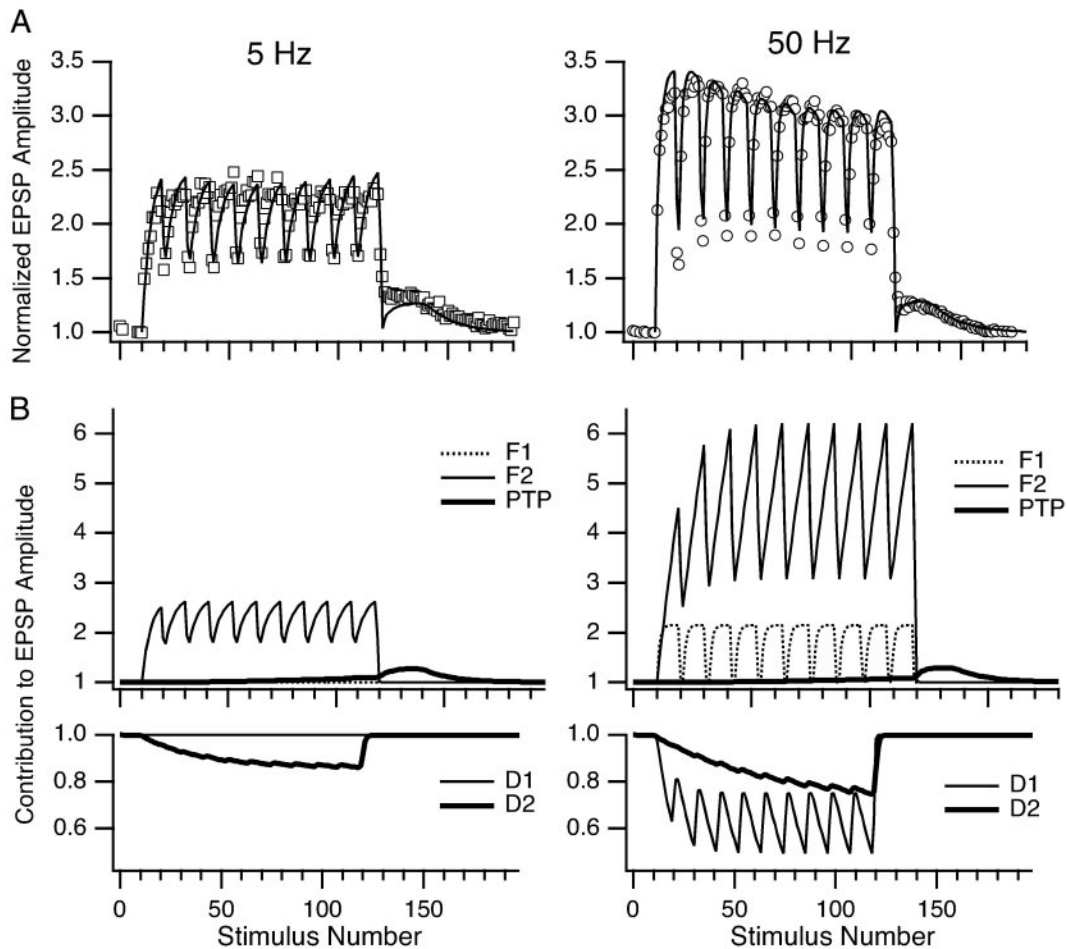 A
5 Hz
50 Hz
Normalized EPSP Amplitude
3.5
3.0
2.5
2.0
1.5
1.0
3.5
3.0
2.5
2.0
1.5
1.0
B
Contribution to EPSP Amplitude
6
5
4
3
2
1
F1
F2
PTP
6
5
4
3
2
1
F1
F2
PTP
1.0
0.8
0.6
D1
D2
1.0
0.8
0.6
D1
D2
0 50 100 150
Stimulus Number
0 50 100 150
Stimulus Number